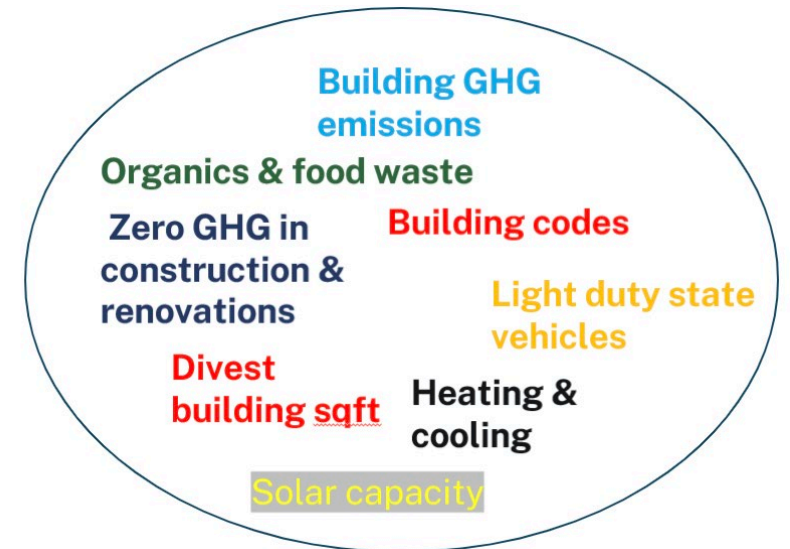 Building GHG
emissions
Organics & food waste
Zero GHG in
construction &
renovations
Building codes
Light duty state
vehicles
Divest
building sqft
Heating &
cooling
Solar capacity